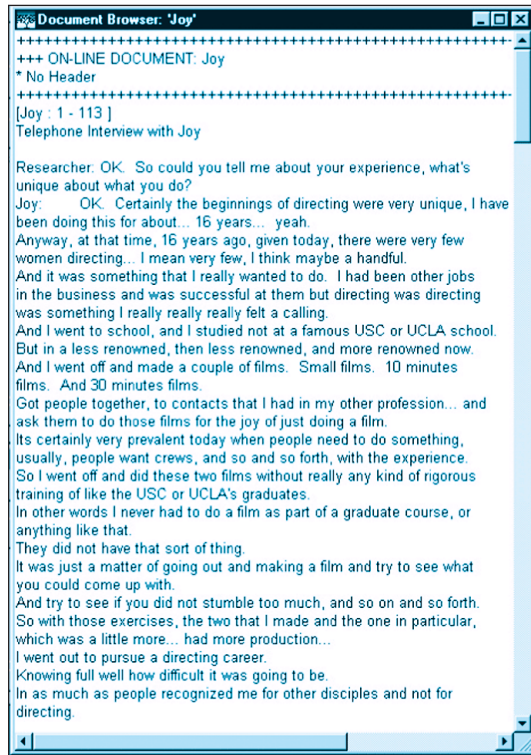 Document Browser: 'Joy'
++++++++++++++++++++++++++++++++++++++++++++++++++++++-
+++ ON-LINE DOCUMENT: Joy
* No Header
++++++++++++++++++++++++++++++++++++++++++++++++++++++-
[Joy : 1 - 113 ]
Telephone Interview with Joy
Researcher: OK. So could you tell me about your experience, what's
unique about what you do?
Joy: OK. Certainly the beginnings of directing were very unique, I have
been doing this for about... 16 years... yeah.
Anyway, at that time, 16 years ago, given today, there were very few
women directing... I mean very few, I think maybe a handful.
And it was something that I really wanted to do. I had been other jobs
in the business and was successful at them but directing was directing
was something I really really really felt a calling.
And I went to school, and I studied not at a famous USC or UCLA school.
But in a less renowned, then less renowned, and more renowned now.
And I went off and made a couple of films. Small films. 10 minutes
films. And 30 minutes films.
Got people together, to contacts that I had in my other profession... and
ask them to do those films for the joy of just doing a film.
Its certainly very prevalent today when people need to do something,
usually, people want crews, and so and so forth, with the experience.
So I went off and did these two films without really any kind of rigorous
training of like the USC or UCLA's graduates.
In other words I never had to do a film as part of a graduate course, or
anything like that.
They did not have that sort of thing.
It was just a matter of going out and making a film and try to see what
you could come up with.
And try to see if you did not stumble too much, and so on and so forth.
So with those exercises, the two that I made and the one in particular,
which was a little more... had more production...
I went out to pursue a directing career.
Knowing full well how difficult it was going to be.
In as much as people recognized me for other disciples and not for
directing.